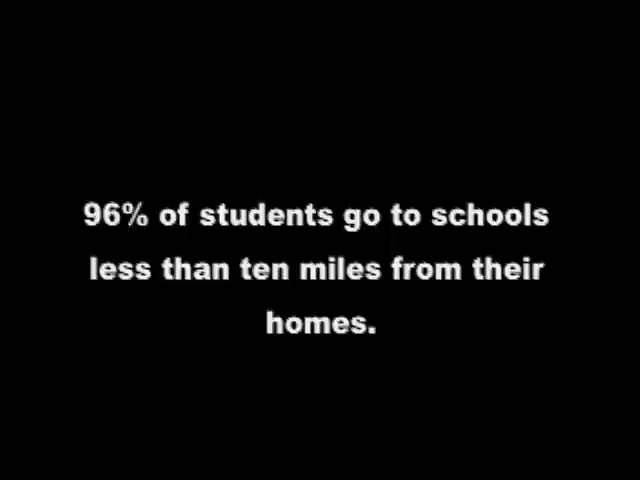 96% of students go to schools
less than ten miles from their
homes.